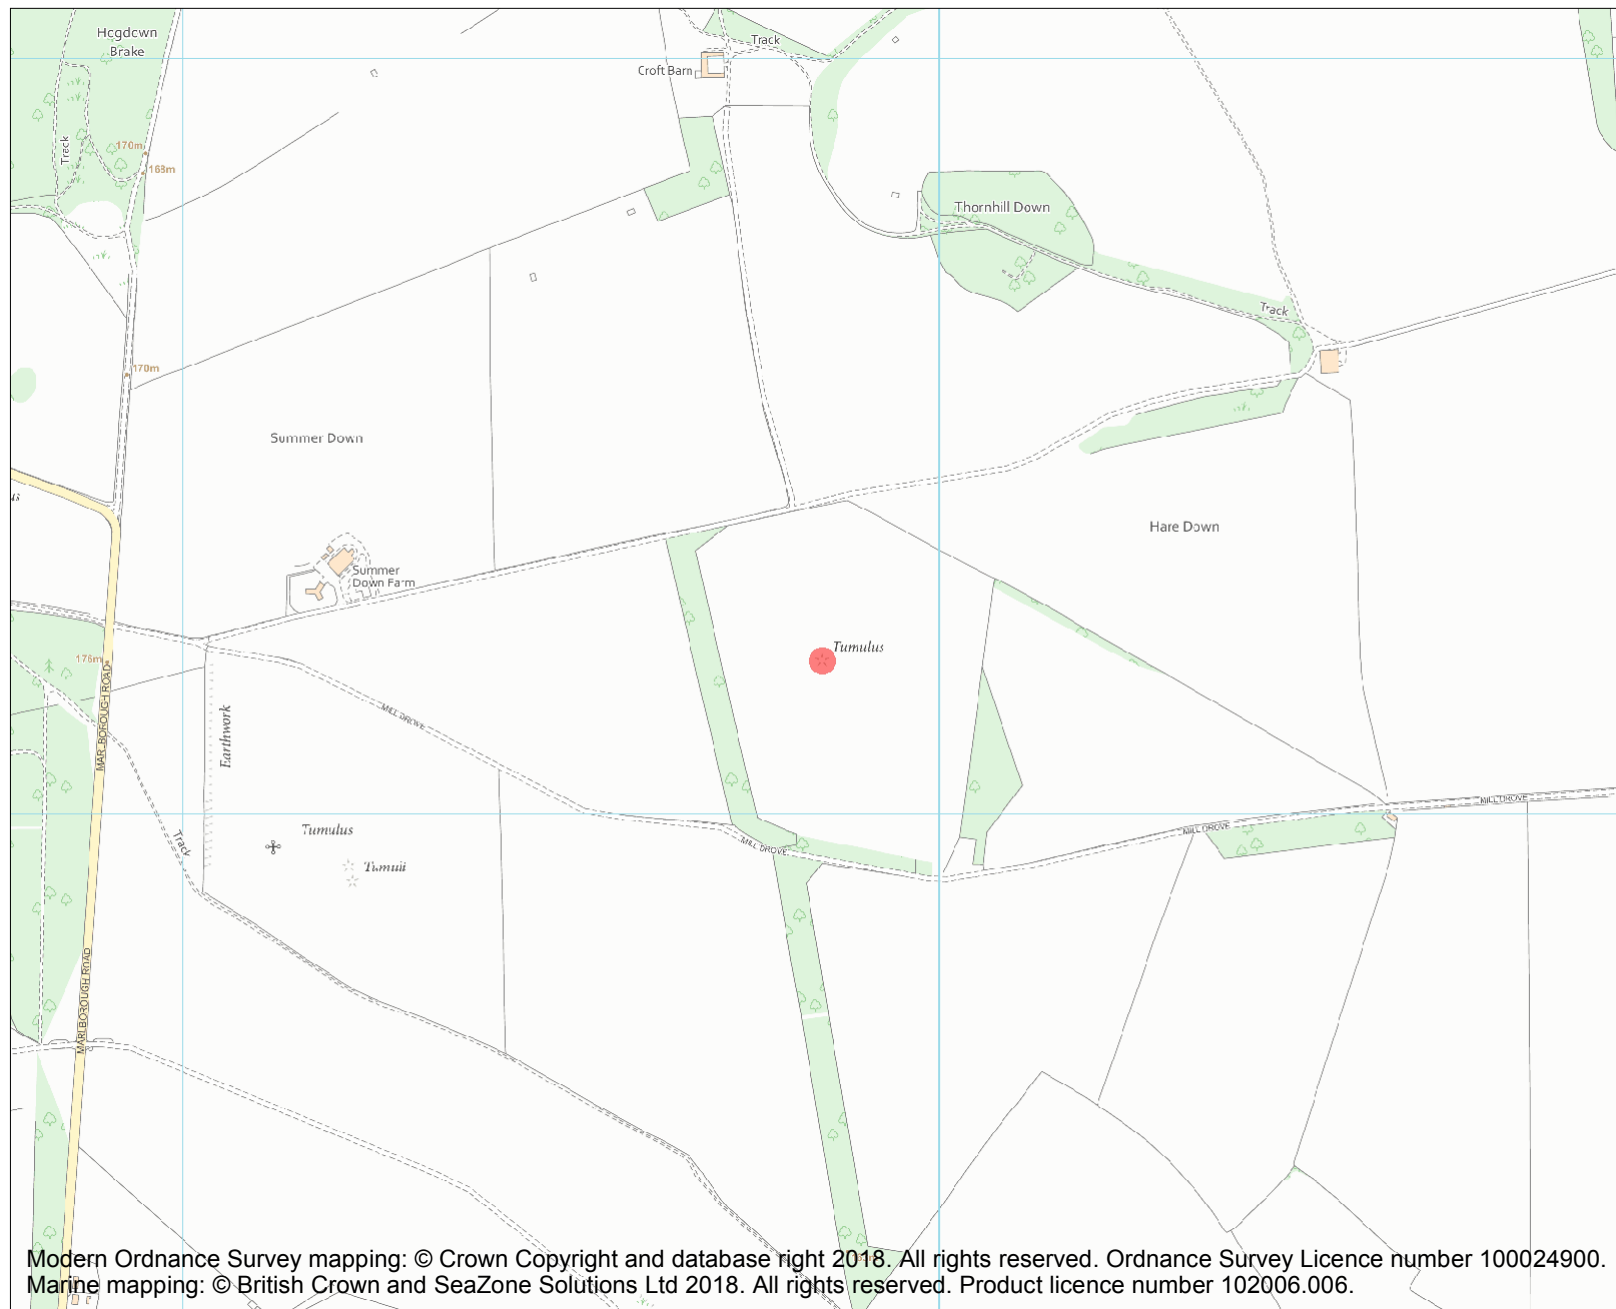 Hogdown
Brake
Track
Croft Barn
Track
170m
168m
Thornhill Down
Track
170m
Summer Down
us
Hare Down
Summer
Down Farm
Tumulus
176m
MARLBOROUGH ROAD
Earthwork
MILL DROVE
MILL DROVE
MILL DROVE
MILL DROVE
Track
Tumulus
Tumuli
MARLBOROUGH ROAD
Modern Ordnance Survey mapping: © Crown Copyright and database right 2018. All rights reserved. Ordnance Survey Licence number 100024900.
Marine mapping: © British Crown and SeaZone Solutions Ltd 2018. All rights reserved. Product licence number 102006.006.